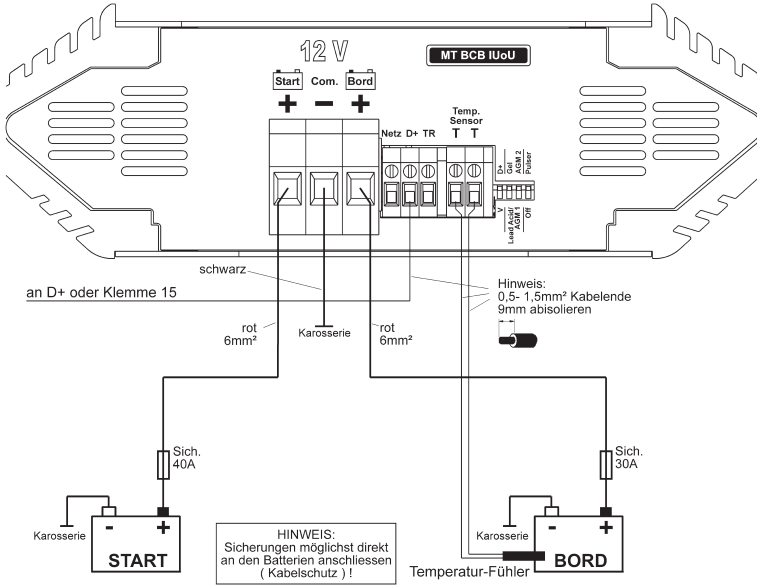 12 V
MT BCB IUoU
Start Com. Bord
+ − +
Temp.
Sensor
Netz D+ TR T T
D+
Gel
AGM 2
Pulser
V
Lead Acid/
AGM 1
Off
schwarz
an D+ oder Klemme 15
Hinweis:
0,5- 1,5mm² Kabelende
9mm abisolieren
rot
6mm²
Karosserie
rot
6mm²
Sich.
40A
Sich.
30A
Karosserie
- +
START
HINWEIS:
Sicherungen möglichst direkt
an den Batterien anschliessen
( Kabelschutz ) !
Karosserie
- +
BORD
Temperatur-Fühler